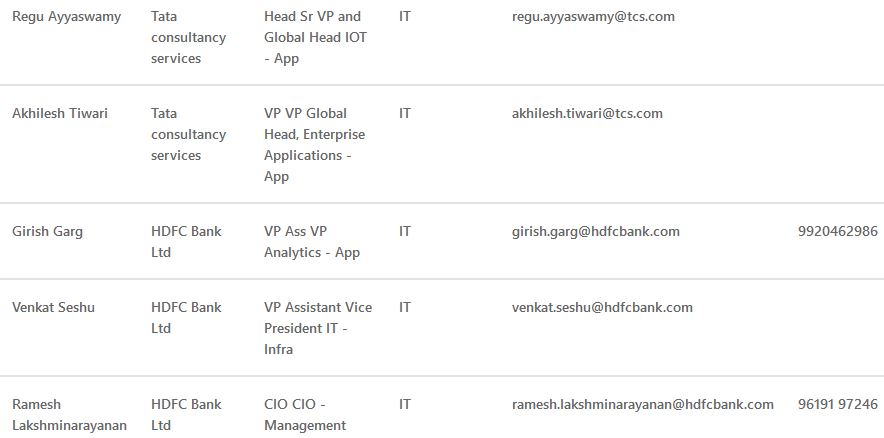 Regu Ayyaswamy Tata Head Sr VP and IT regu.ayyaswamy@tcs.com
consultancy Global Head IOT
services - App
Akhilesh Tiwari Tata VP VP Global IT akhilesh.tiwari@tcs.com
consultancy Head, Enterprise
services Applications -
App
Girish Garg HDFC Bank VP Ass VP IT girish.garg@hdfcbank.com 9920462986
Ltd Analytics - App
Venkat Seshu HDFC Bank VP Assistant Vice IT venkat.seshu@hdfcbank.com
Ltd President IT -
Infra
Ramesh HDFC Bank CIO CIO - IT ramesh.lakshminarayanan@hdfcbank.com 96191 97246
Lakshminarayanan Ltd Management